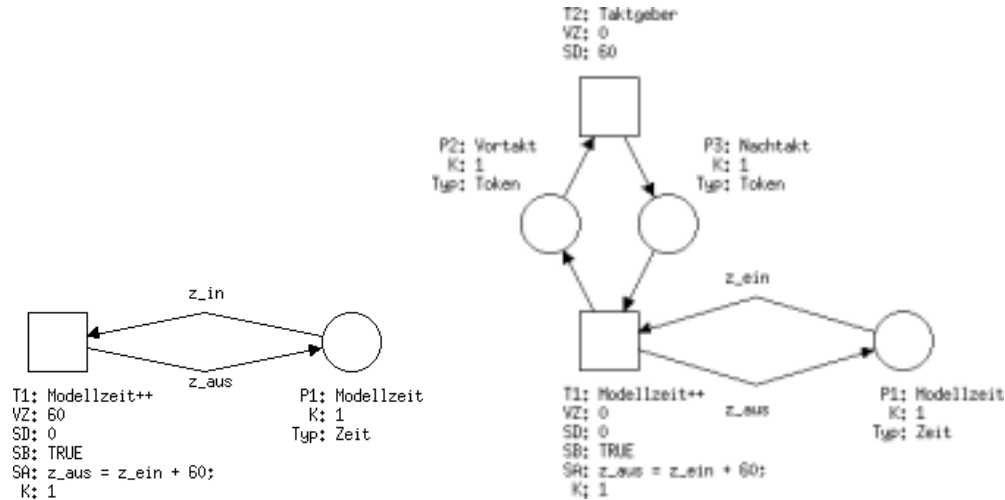 T2: Taktgeber
VZ: 0
SD: 60
P2: Vortakt
K: 1
Typ: Token
P3: Nachtakt
K: 1
Typ: Token
z_in
z_aus
T1: Modellzeit++
VZ: 60
SD: 0
SB: TRUE
SA: z_aus = z_ein + 60;
K: 1
P1: Modellzeit
K: 1
Typ: Zeit
z_ein
z_aus
T1: Modellzeit++
VZ: 0
SD: 0
SB: TRUE
SA: z_aus = z_ein + 60;
K: 1
P1: Modellzeit
K: 1
Typ: Zeit